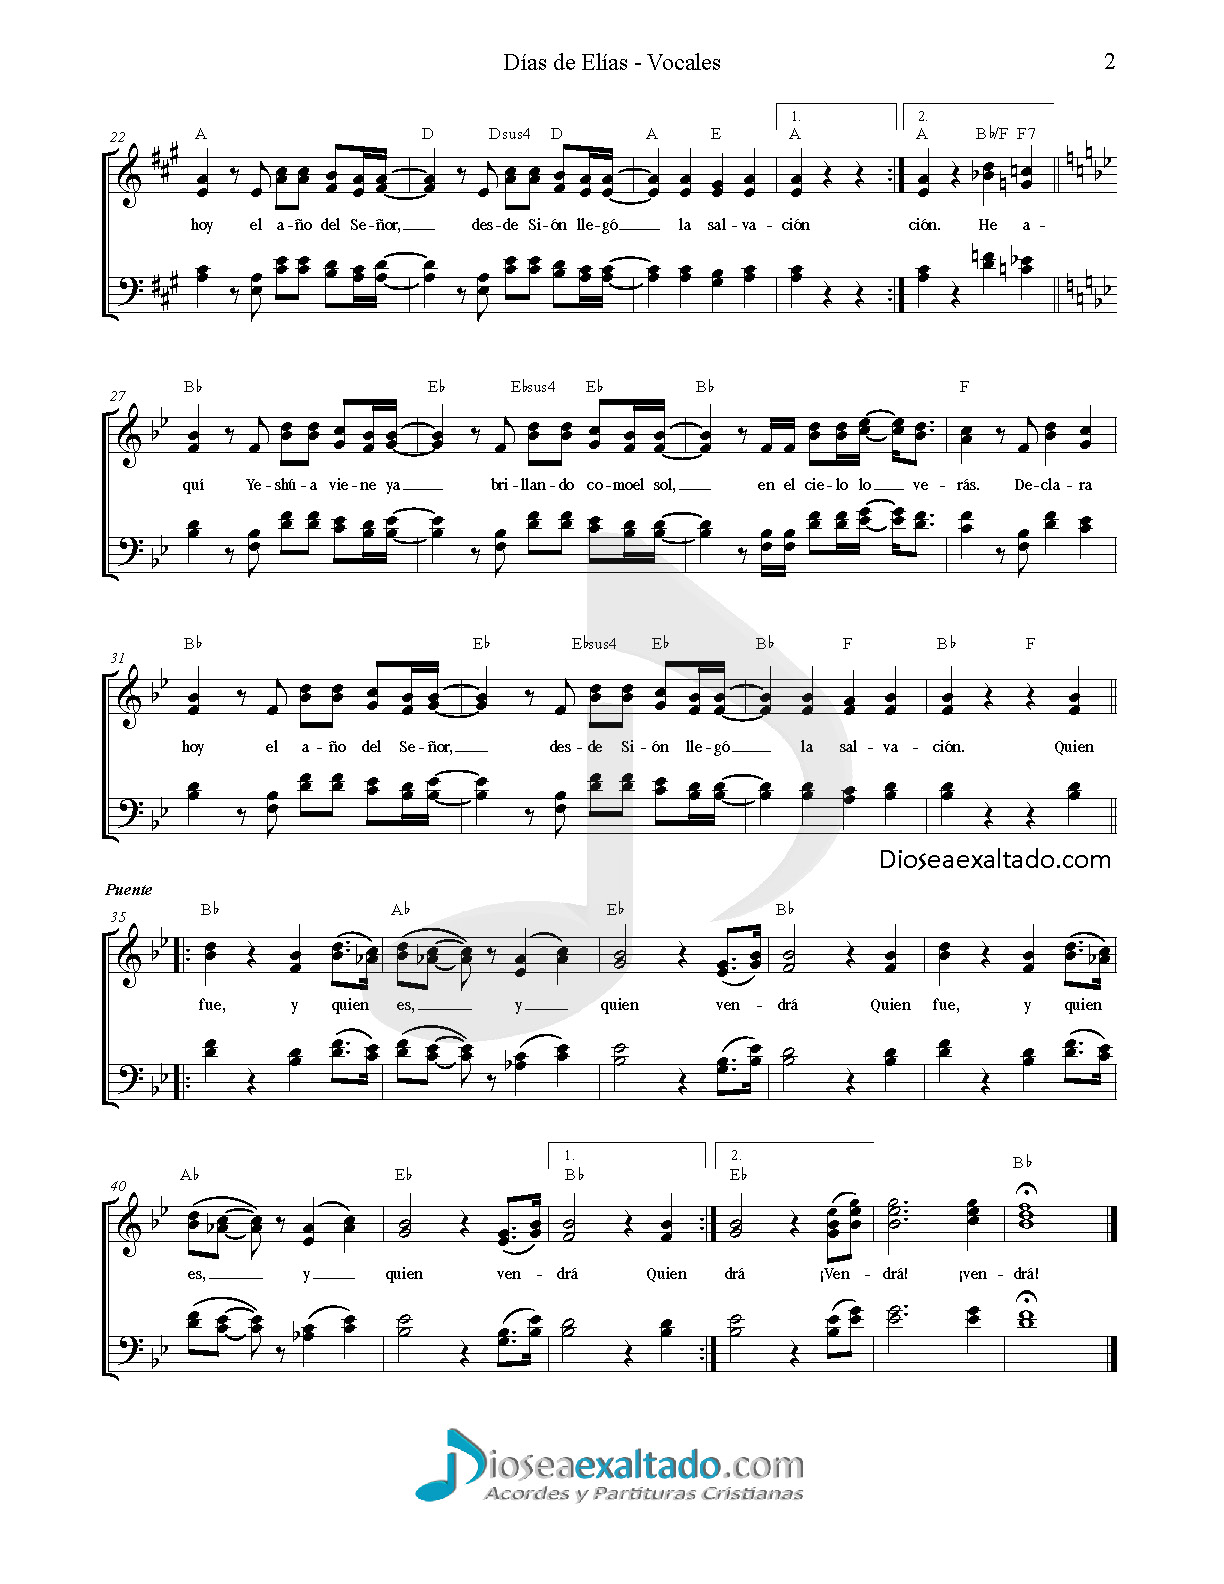 Días de Elías - Vocales 2
1. 2.
22 A D Dsus4 D A E A A B♭/F F7
hoy el a-ño del Se-ñor, des-de Sión lle-gó la sal-va-ción ción. He a-
27 B♭ E♭ E♭sus4 E♭ B♭ F
quí Ye-shú-a vie-ne ya bri-llan-do co-moel sol, en el cie-lo lo ve-rás. De-cla-ra
31 B♭ E♭ E♭sus4 E♭ B♭ F B♭ F
hoy el a-ño del Se-ñor, des-de Si-ón lle-gó la sal-va-ción. Quien
Dioseaexaltado.com
Puente
35 B♭ A♭ E♭ B♭
fue, y quien es, y quien ven-drá Quien fue, y quien
1. 2.
40 A♭ E♭ B♭ E♭ B♭
es, y quien ven-drá Quien drá ¡Ven-drá! ¡ven-drá!
Dioseaexaltado.com
Acordes y Partituras Cristianas